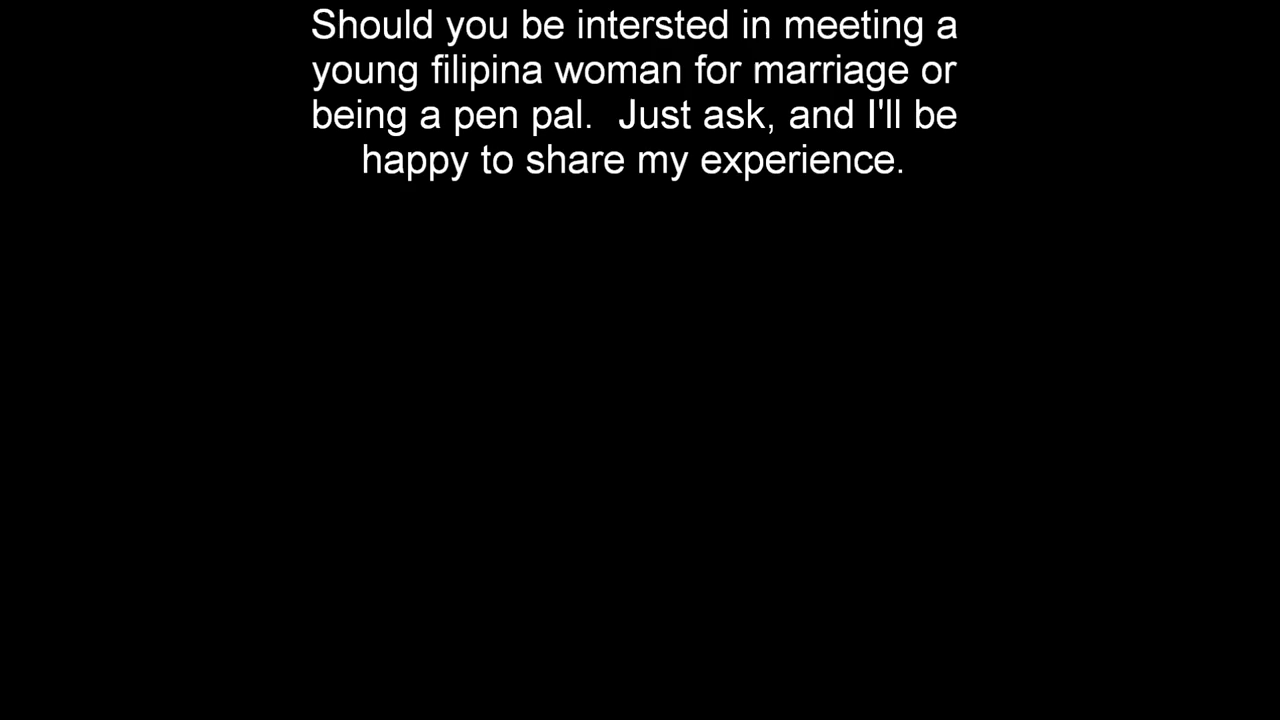 Should you be intersted in meeting a
young filipina woman for marriage or
being a pen pal.  Just ask, and I'll be
happy to share my experience.